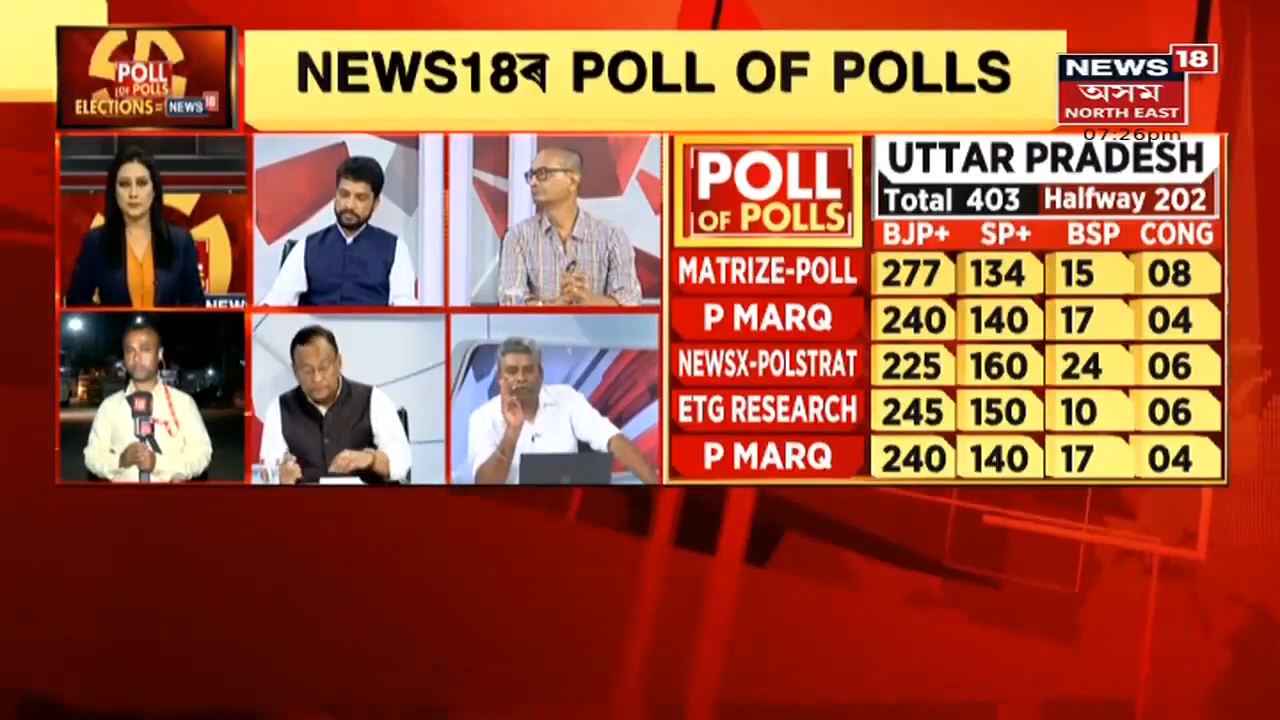 NEWS18ৰ POLL OF POLLS
POLL
OF POLLS
ELECTIONS
NEWS18
NEWS18
অসম
NORTH EAST
07:26pm
POLL
OF POLLS
UTTAR PRADESH
Total 403 Halfway 202
BJP+ SP+ BSP CONG
MATRIZE-POLL 277 134 15 08
P MARQ 240 140 17 04
NEWSX-POLSTRAT 225 160 24 06
ETG RESEARCH 245 150 10 06
P MARQ 240 140 17 04
NEWS